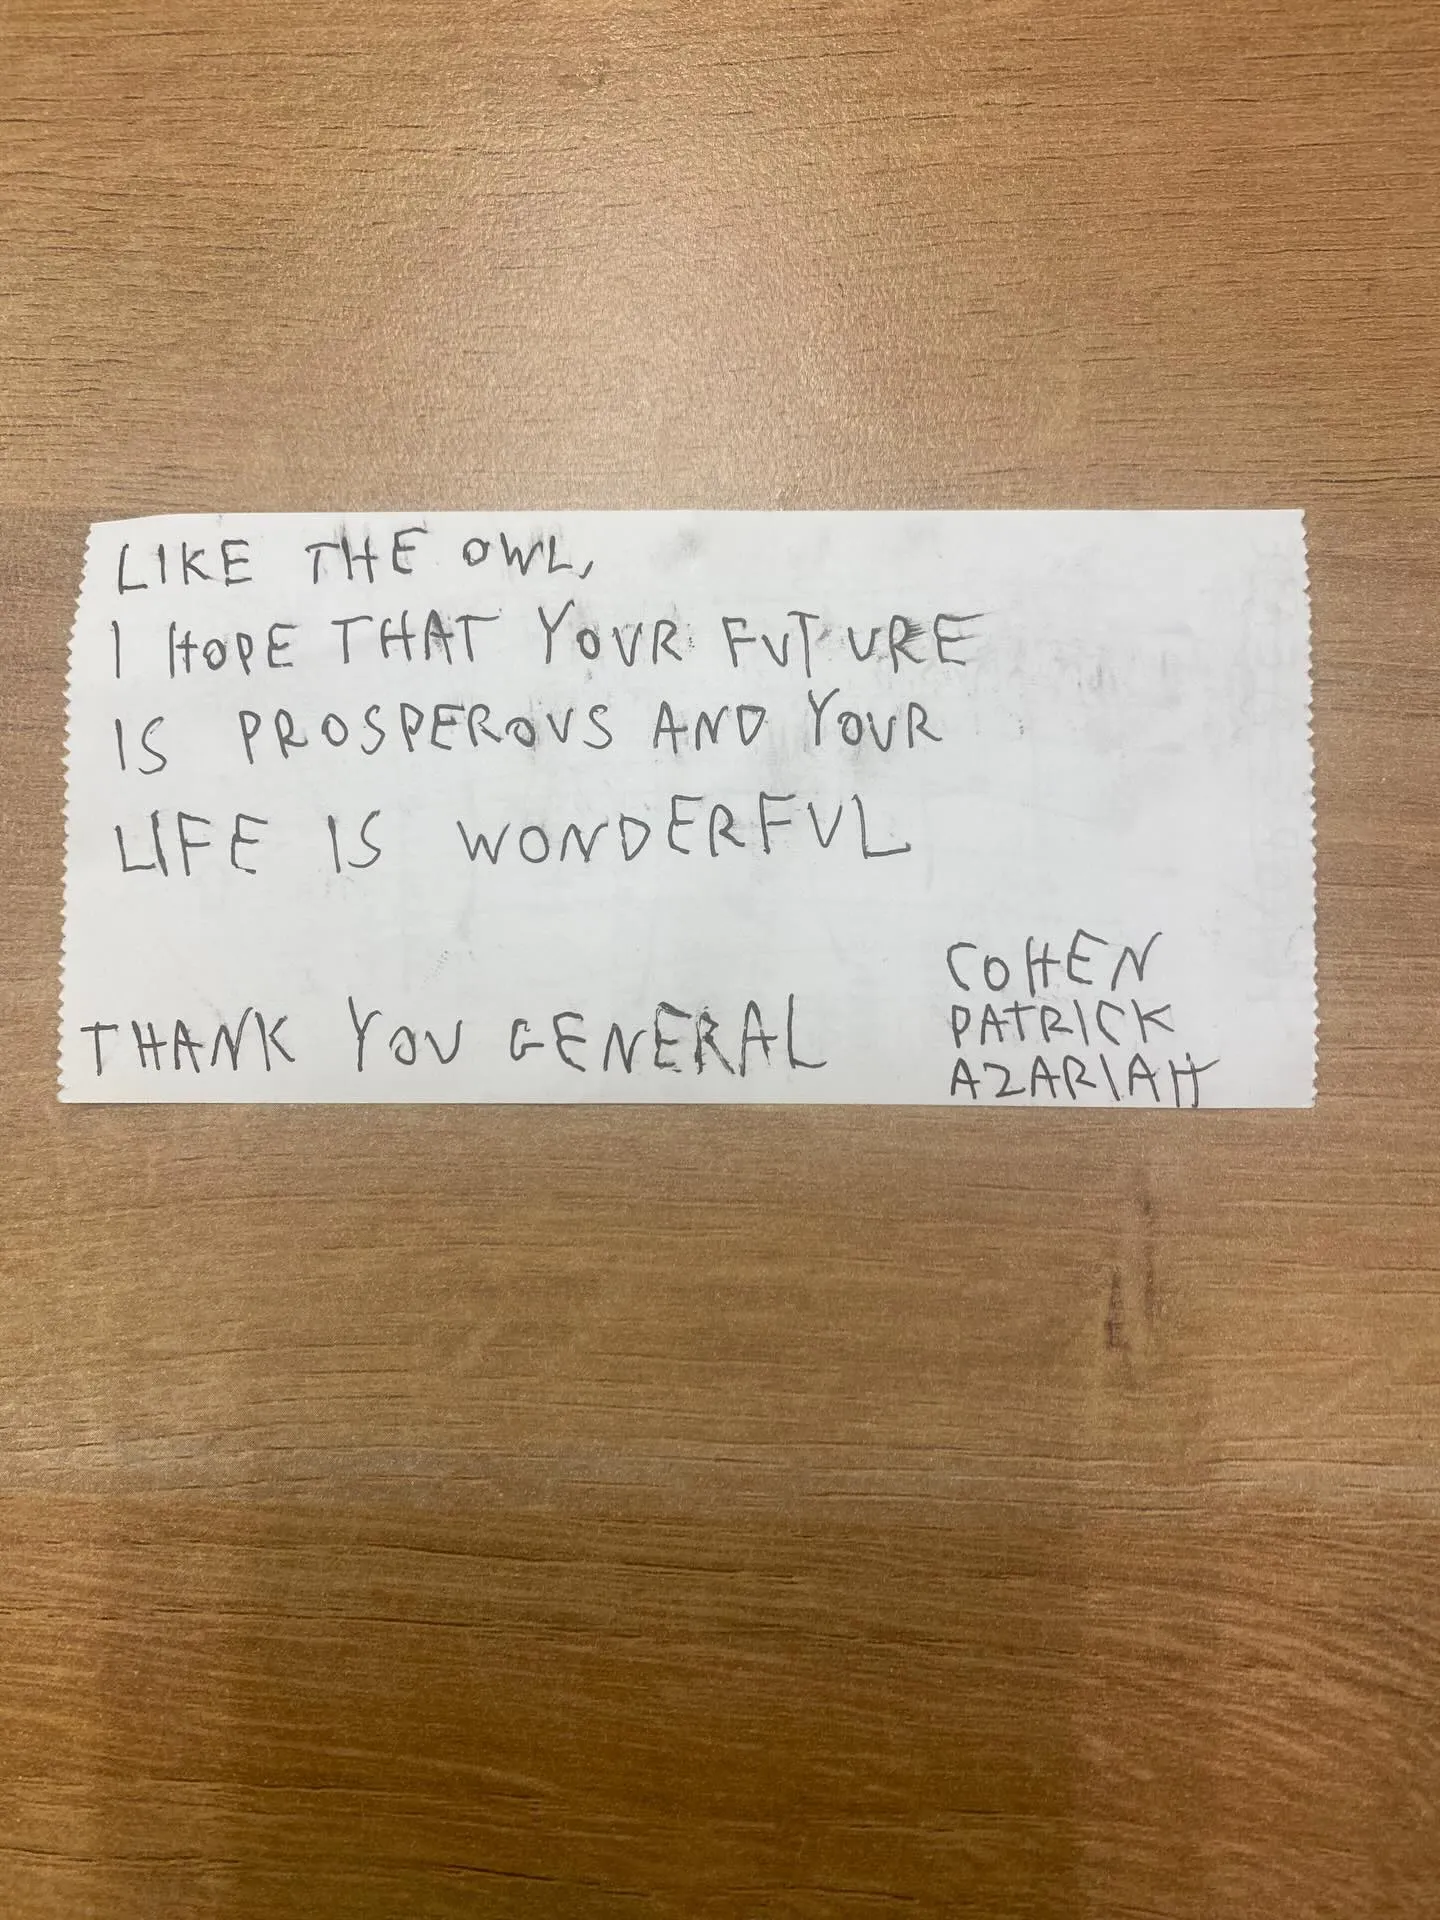 LIKE THE OWL,
I HOPE THAT YOUR FUTURE
IS PROSPEROUS AND YOUR
LIFE IS WONDERFUL
THANK YOU GENERAL
COHEN
PATRICK
AZARIAH